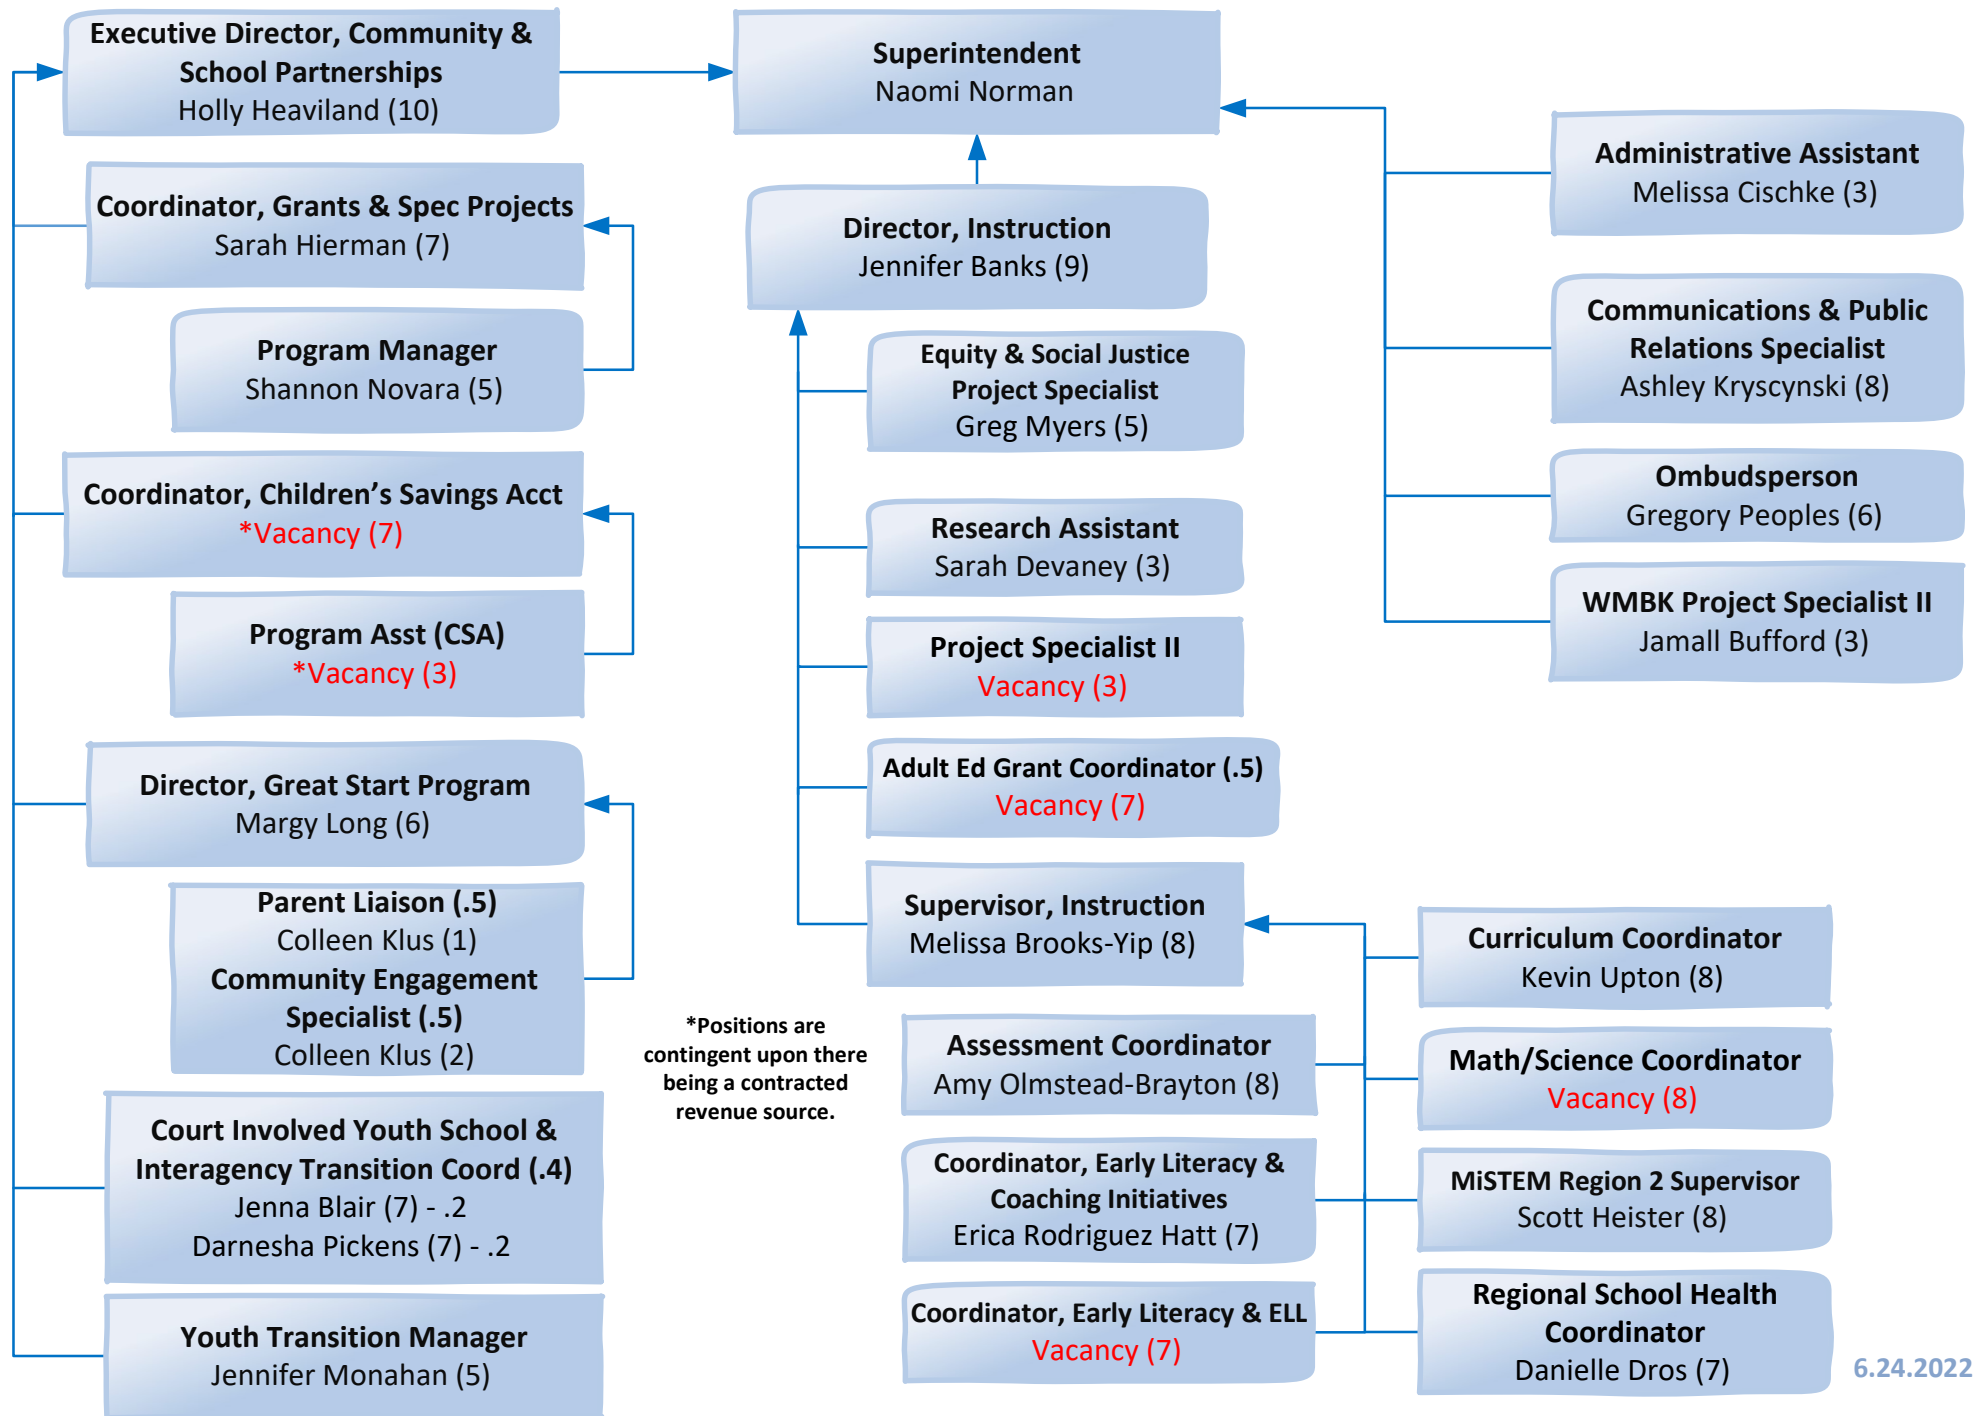 Executive Director, Community &
School Partnerships
Holly Heaviland (10)
Superintendent
Naomi Norman
Administrative Assistant
Melissa Cischke (3)
Coordinator, Grants & Spec Projects
Sarah Hierman (7)
Director, Instruction
Jennifer Banks (9)
Communications & Public
Relations Specialist
Ashley Kryscynski (8)
Program Manager
Shannon Novara (5)
Equity & Social Justice
Project Specialist
Greg Myers (5)
Ombudsperson
Gregory Peoples (6)
Coordinator, Children’s Savings Acct
*Vacancy (7)
Research Assistant
Sarah Devaney (3)
WMBK Project Specialist II
Jamall Bufford (3)
Program Asst (CSA)
*Vacancy (3)
Project Specialist II
Vacancy (3)
Director, Great Start Program
Margy Long (6)
Adult Ed Grant Coordinator (.5)
Vacancy (7)
Parent Liaison (.5)
Colleen Klus (1)
Community Engagement
Specialist (.5)
Colleen Klus (2)
Supervisor, Instruction
Melissa Brooks-Yip (8)
Curriculum Coordinator
Kevin Upton (8)
*Positions are
contingent upon there
being a contracted
revenue source.
Assessment Coordinator
Amy Olmstead-Brayton (8)
Math/Science Coordinator
Vacancy (8)
Court Involved Youth School &
Interagency Transition Coord (.4)
Jenna Blair (7) - .2
Darnesha Pickens (7) - .2
Coordinator, Early Literacy &
Coaching Initiatives
Erica Rodriguez Hatt (7)
MiSTEM Region 2 Supervisor
Scott Heister (8)
Youth Transition Manager
Jennifer Monahan (5)
Coordinator, Early Literacy & ELL
Vacancy (7)
Regional School Health
Coordinator
Danielle Dros (7)
6.24.2022